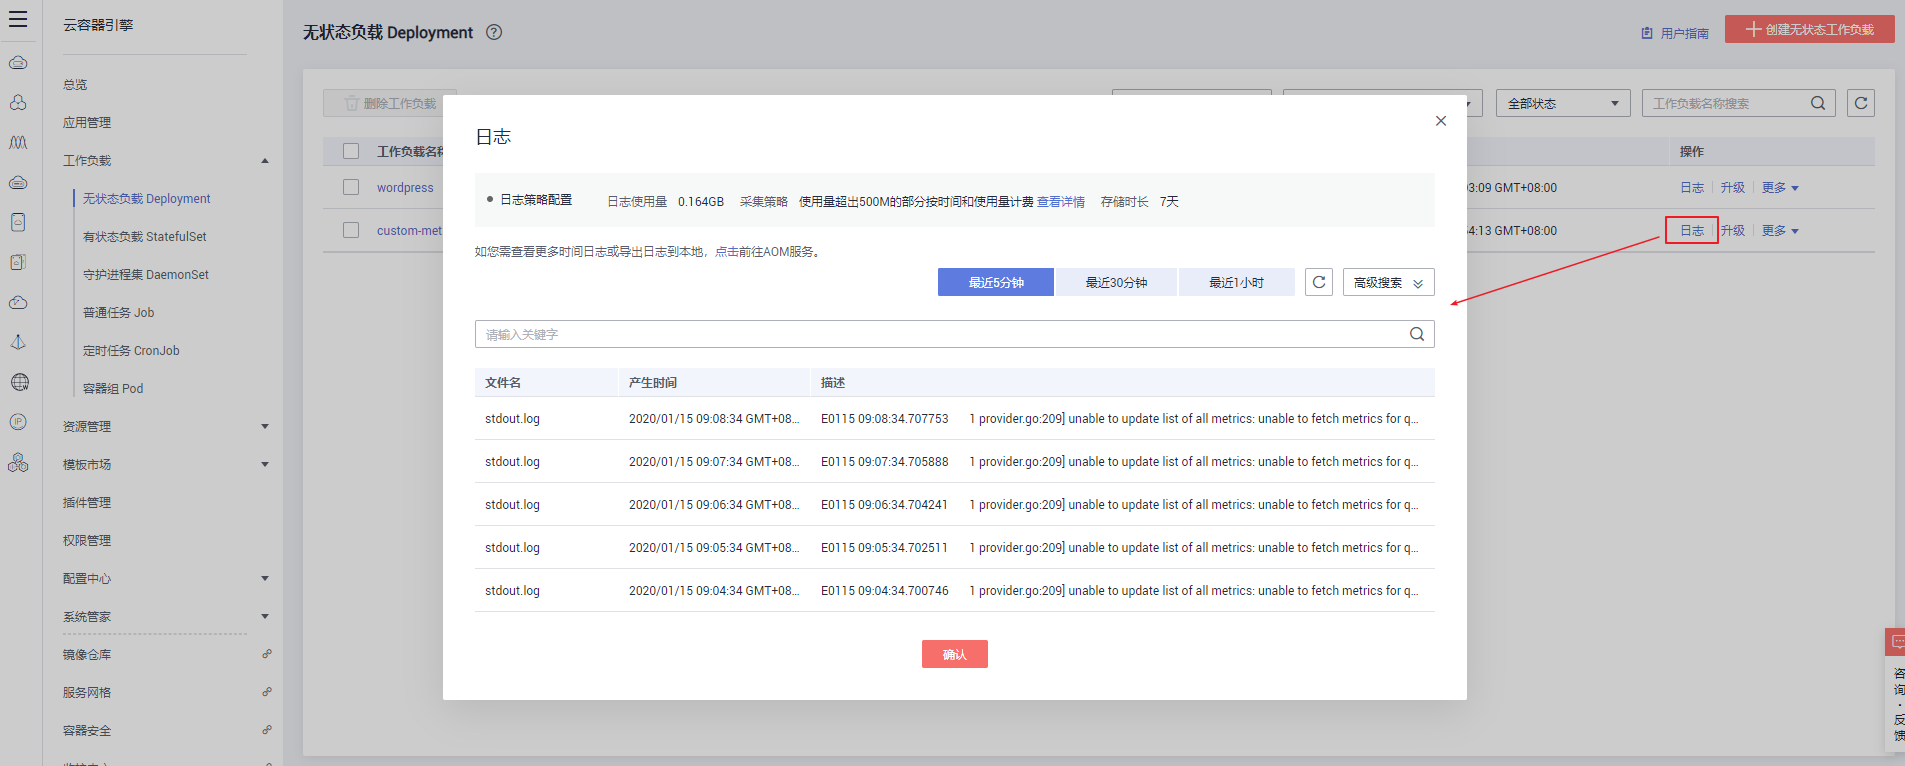 云容器引擎
总览
应用管理
工作负载
无状态负载 Deployment
有状态负载 StatefulSet
守护进程集 DaemonSet
普通任务 Job
定时任务 CronJob
容器组 Pod
资源管理
模板市场
插件管理
权限管理
配置中心
系统管家
镜像仓库
服务网格
容器安全
无状态负载 Deployment
用户指南
创建无状态工作负载
删除工作负载
全部状态
工作负载名称搜索
工作负载名称
操作
wordpress
03:09 GMT+08:00
日志 升级 更多
custom-met
4:13 GMT+08:00
日志 升级 更多
日志
日志策略配置 日志使用量 0.164GB 采集策略 使用量超出500M的部分按时间和使用量计费 查看详情 存储时长 7天
如您需查看更多时间日志或导出日志到本地，点击前往AOM服务。
最近5分钟 最近30分钟 最近1小时 高级搜索
请输入关键字
文件名 产生时间 描述
stdout.log 2020/01/15 09:08:34 GMT+08... E0115 09:08:34.707753 1 provider.go:209] unable to update list of all metrics: unable to fetch metrics for q...
stdout.log 2020/01/15 09:07:34 GMT+08... E0115 09:07:34.705888 1 provider.go:209] unable to update list of all metrics: unable to fetch metrics for q...
stdout.log 2020/01/15 09:06:34 GMT+08... E0115 09:06:34.704241 1 provider.go:209] unable to update list of all metrics: unable to fetch metrics for q...
stdout.log 2020/01/15 09:05:34 GMT+08... E0115 09:05:34.702511 1 provider.go:209] unable to update list of all metrics: unable to fetch metrics for q...
stdout.log 2020/01/15 09:04:34 GMT+08... E0115 09:04:34.700746 1 provider.go:209] unable to update list of all metrics: unable to fetch metrics for q...
确认
咨询·反馈